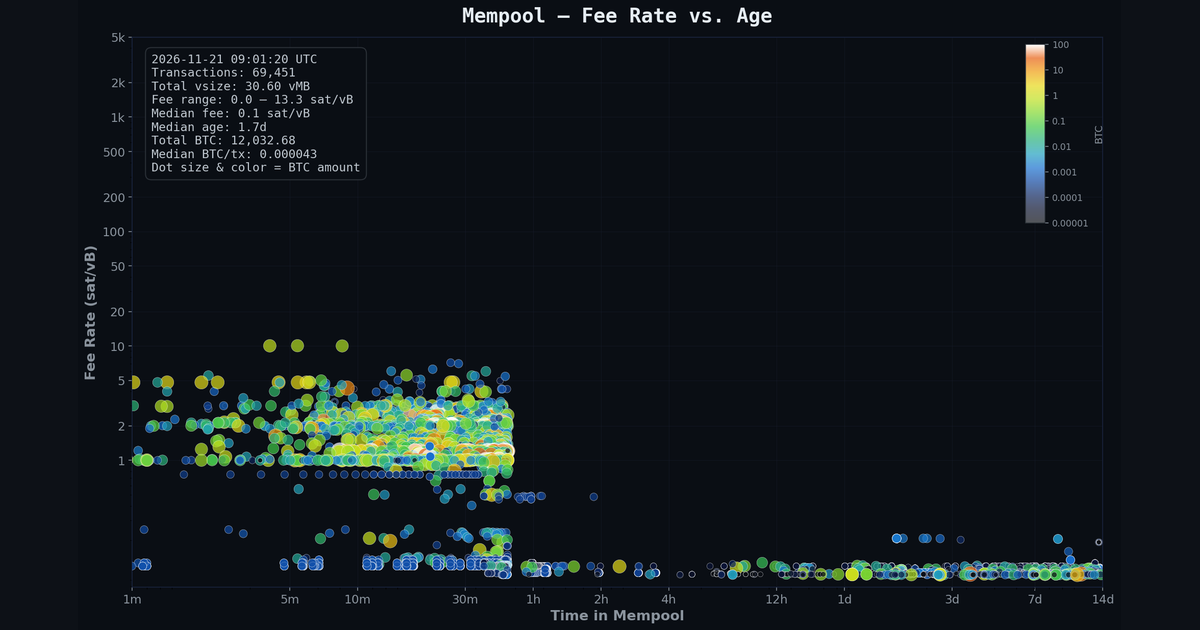 Mempool — Fee Rate vs. Age
2026-11-21 09:01:20 UTC
Transactions: 69,451
Total vsize: 30.60 vMB
Fee range: 0.0 — 13.3 sat/vB
Median fee: 0.1 sat/vB
Median age: 1.7d
Total BTC: 12,032.68
Median BTC/tx: 0.000043
Dot size & color = BTC amount
5k
2k
1k
500
200
100
50
20
10
5
2
1
Fee Rate (sat/vB)
100
10
1
0.1
0.01
0.001
0.0001
0.00001
BTC
1m 5m 10m 30m 1h 2h 4h 12h 1d 3d 7d 14d
Time in Mempool